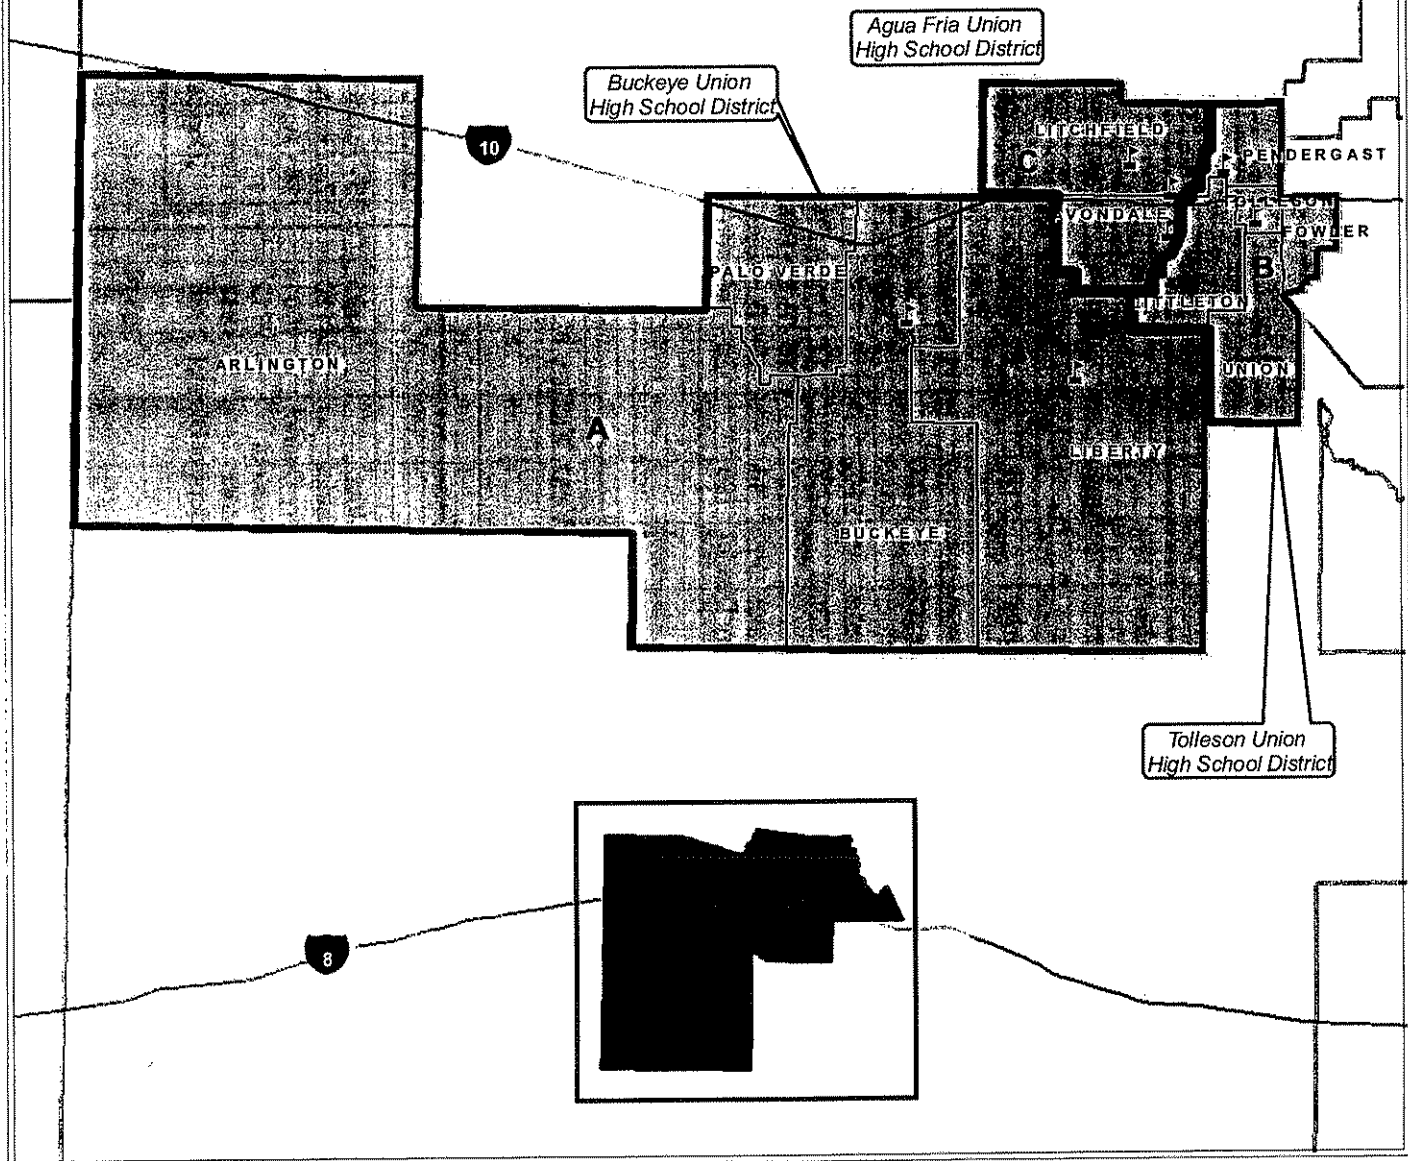 Agua Fria Union
High School District
Buckeye Union
High School District
10
LITCHFIELD
C
PENDERGAST
TOLLESON
VONDALE
FOWLER
B
PALO VERDE
LITTLETON
ARLINGTON
UNION
A
LIBERTY
BUCKEYE
Tolleson Union
High School District
8